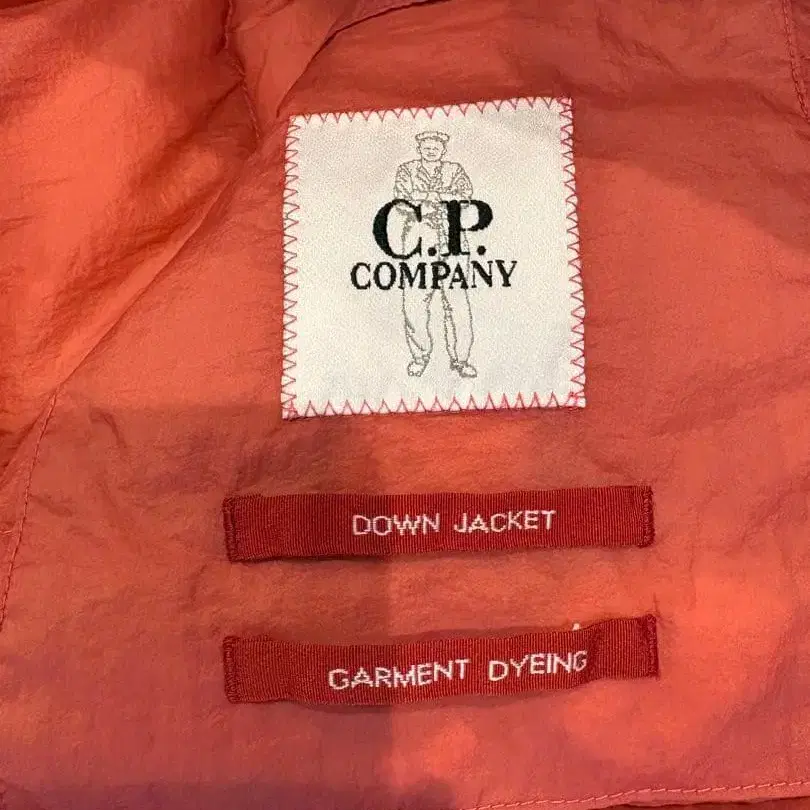 C.P.
COMPANY
DOWN JACKET
GARMENT DYEING